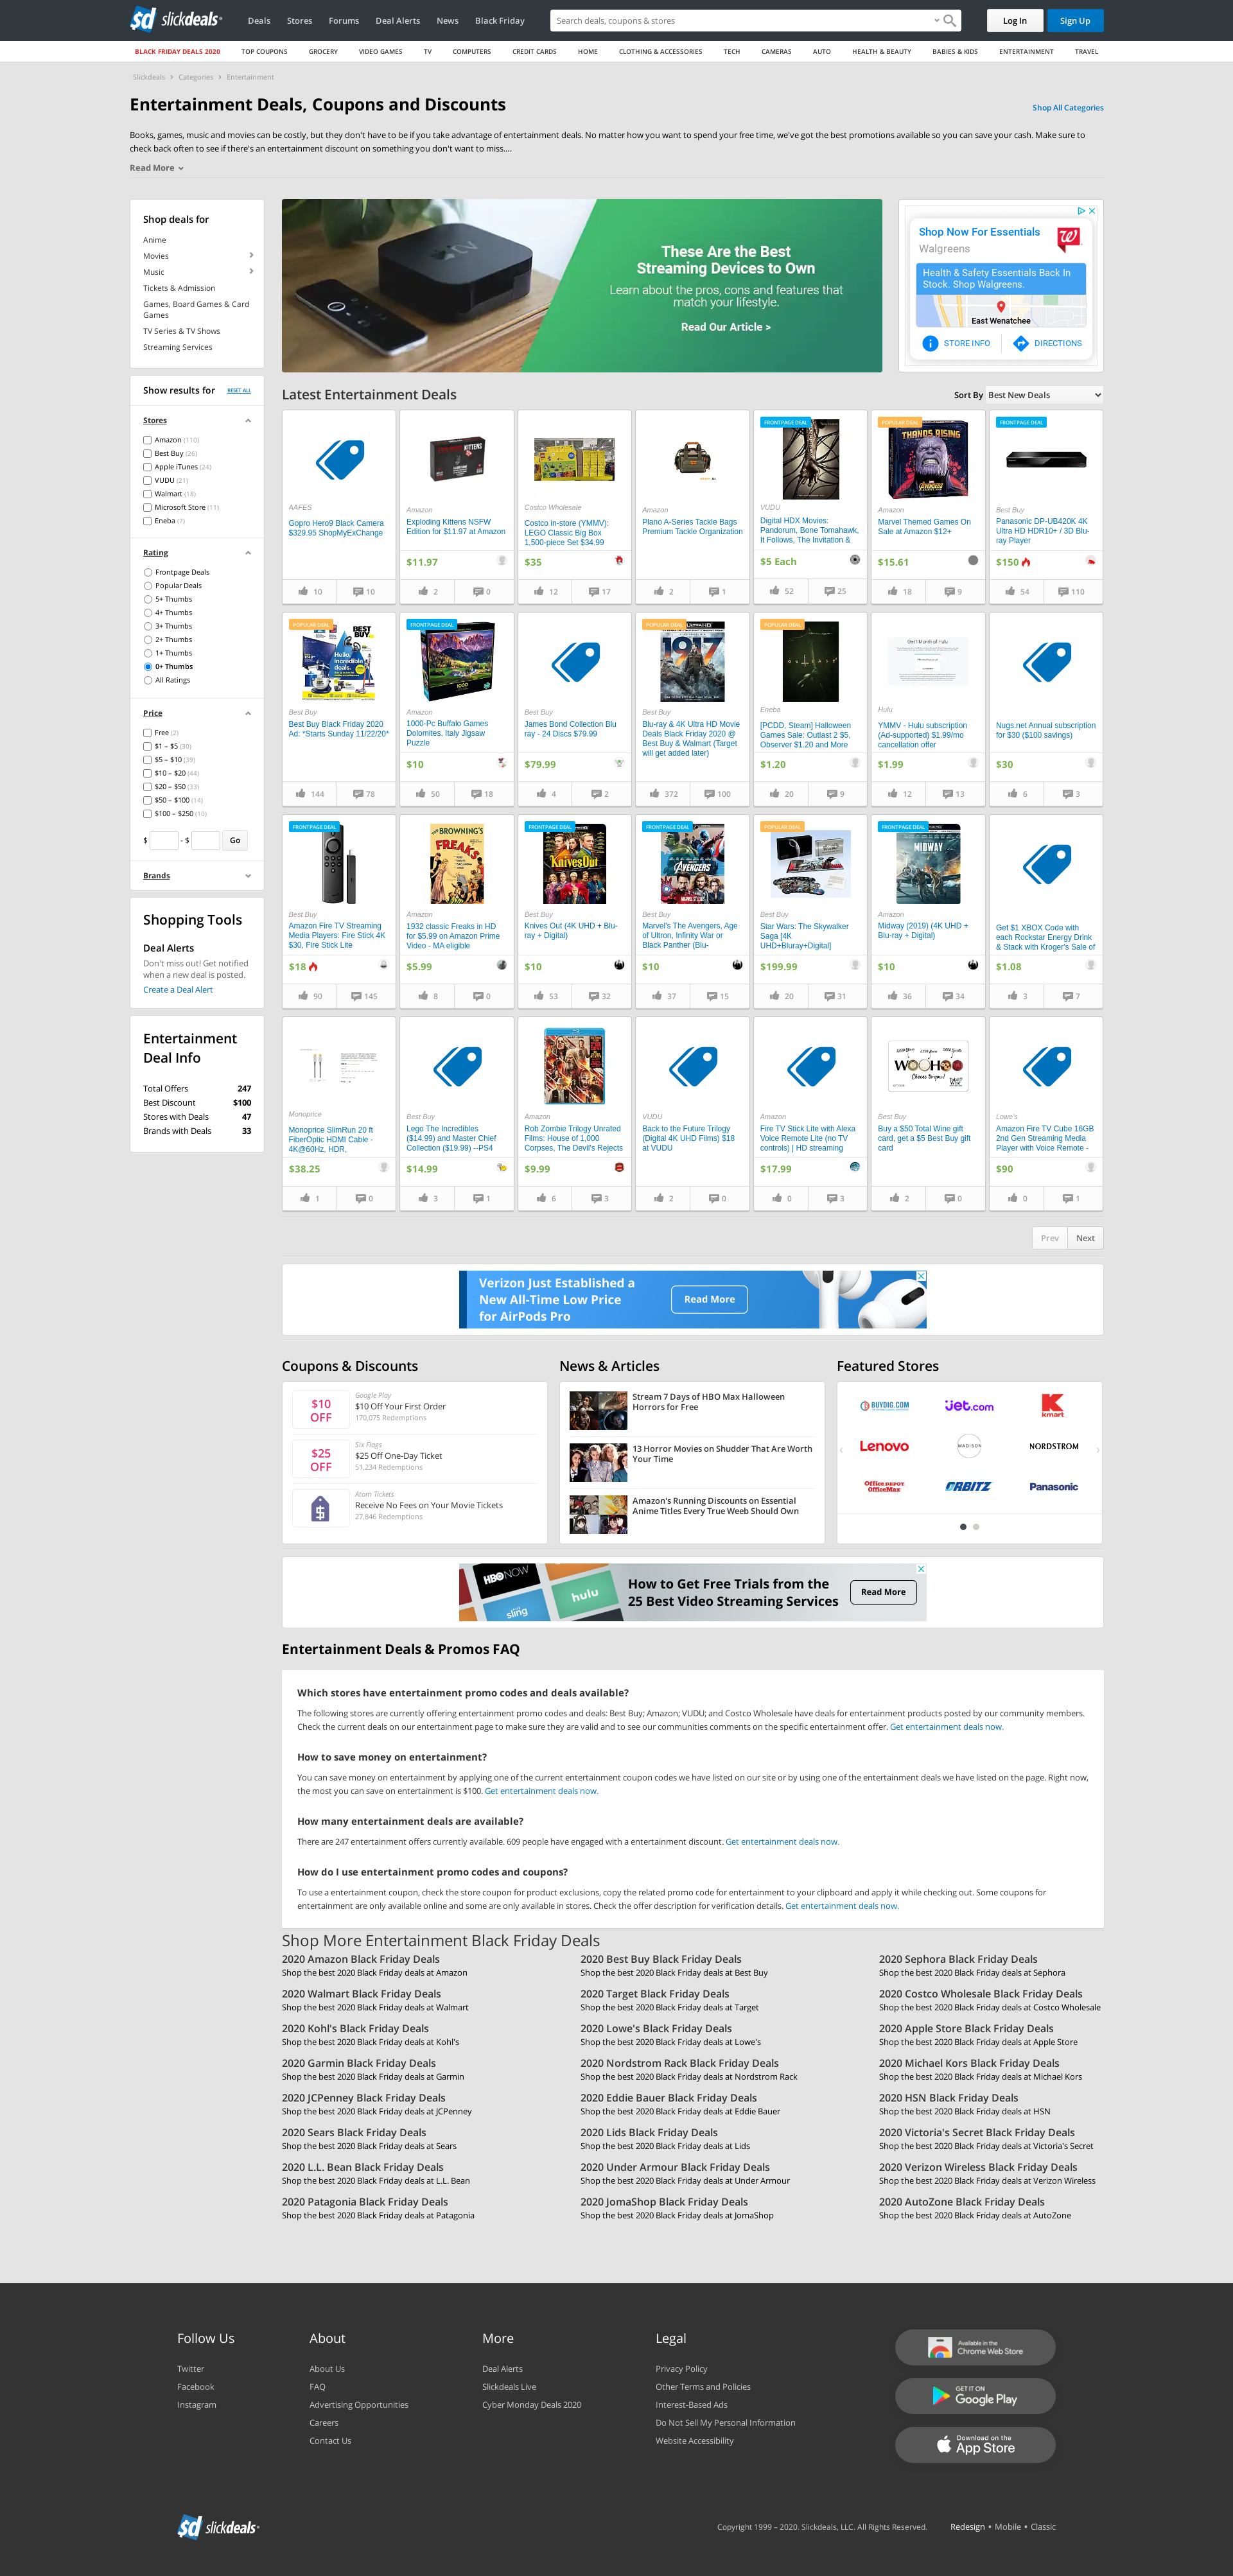 slickdeals
Deals
Stores
Forums
Deal Alerts
News
Black Friday
Search deals, coupons & stores
Log In
Sign Up
BLACK FRIDAY DEALS 2020
TOP COUPONS
GROCERY
VIDEO GAMES
TV
COMPUTERS
CREDIT CARDS
HOME
CLOTHING & ACCESSORIES
TECH
CAMERAS
AUTO
HEALTH & BEAUTY
BABIES & KIDS
ENTERTAINMENT
TRAVEL
Slickdeals > Categories > Entertainment
Entertainment Deals, Coupons and Discounts
Shop All Categories
Books, games, music and movies can be costly, but they don't have to be if you take advantage of entertainment deals. No matter how you want to spend your free time, we've got the best promotions available so you can save your cash. Make sure to
check back often to see if there's an entertainment discount on something you don't want to miss....
Read More
Shop deals for
Anime
Movies
Music
Tickets & Admission
Games, Board Games & Card
Games
TV Series & TV Shows
Streaming Services
Show results for
RESET ALL
Stores
Amazon (110)
Best Buy (26)
Apple iTunes (24)
VUDU (21)
Walmart (18)
Microsoft Store (11)
Eneba (7)
Rating
Frontpage Deals
Popular Deals
5+ Thumbs
4+ Thumbs
3+ Thumbs
2+ Thumbs
1+ Thumbs
0+ Thumbs
All Ratings
Price
Free (2)
$1 – $5 (30)
$5 – $10 (39)
$10 – $20 (44)
$20 – $50 (33)
$50 – $100 (14)
$100 – $250 (10)
$ - $ Go
Brands
Shopping Tools
Deal Alerts
Don't miss out! Get notified
when a new deal is posted.
Create a Deal Alert
Entertainment
Deal Info
Total Offers 247
Best Discount $100
Stores with Deals 47
Brands with Deals 33
These Are the Best
Streaming Devices to Own
Learn about the pros, cons and features that
match your lifestyle.
Read Our Article >
Shop Now For Essentials
Walgreens
Health & Safety Essentials Back In
Stock. Shop Walgreens.
East Wenatchee
STORE INFO
DIRECTIONS
Latest Entertainment Deals
Sort By Best New Deals
AAFES
Gopro Hero9 Black Camera
$329.95 ShopMyExChange
10
10
Amazon
Exploding Kittens NSFW
Edition for $11.97 at Amazon
$11.97
2
0
Costco Wholesale
Costco in-store (YMMV):
LEGO Classic Big Box
1,500-piece Set $34.99
$35
12
17
Amazon
Plano A-Series Tackle Bags
Premium Tackle Organization
2
1
FRONTPAGE DEAL
VUDU
Digital HDX Movies:
Pandorum, Bone Tomahawk,
It Follows, The Invitation &
$5 Each
52
25
POPULAR DEAL
THANOS RISING
Amazon
Marvel Themed Games On
Sale at Amazon $12+
$15.61
18
9
FRONTPAGE DEAL
Best Buy
Panasonic DP-UB420K 4K
Ultra HD HDR10+ / 3D Blu-
ray Player
$150
54
110
POPULAR DEAL
BEST BUY
Hello, incredible deals.
Best Buy
Best Buy Black Friday 2020
Ad: *Starts Sunday 11/22/20*
144
78
FRONTPAGE DEAL
Amazon
1000-Pc Buffalo Games
Dolomites, Italy Jigsaw
Puzzle
$10
50
18
Best Buy
James Bond Collection Blu
ray - 24 Discs $79.99
$79.99
4
2
POPULAR DEAL
1917
Best Buy
Blu-ray & 4K Ultra HD Movie
Deals Black Friday 2020 @
Best Buy & Walmart (Target
will get added later)
372
100
POPULAR DEAL
Eneba
[PCDD, Steam] Halloween
Games Sale: Outlast 2 $5,
Observer $1.20 and More
$1.20
20
9
Get 1 Month of Hulu
Hulu
YMMV - Hulu subscription
(Ad-supported) $1.99/mo
cancellation offer
$1.99
12
13
Nugs.net Annual subscription
for $30 ($100 savings)
$30
6
3
FRONTPAGE DEAL
Best Buy
Amazon Fire TV Streaming
Media Players: Fire Stick 4K
$30, Fire Stick Lite
$18
90
145
BROWNING'S
FREAKS
Amazon
1932 classic Freaks in HD
for $5.99 on Amazon Prime
Video - MA eligible
$5.99
8
0
FRONTPAGE DEAL
KNIVES OUT
Best Buy
Knives Out (4K UHD + Blu-
ray + Digital)
$10
53
32
FRONTPAGE DEAL
AVENGERS
Best Buy
Marvel's The Avengers, Age
of Ultron, Infinity War or
Black Panther (Blu-
$10
37
15
POPULAR DEAL
Best Buy
Star Wars: The Skywalker
Saga [4K
UHD+Bluray+Digital]
$199.99
20
31
FRONTPAGE DEAL
MIDWAY
Amazon
Midway (2019) (4K UHD +
Blu-ray + Digital)
$10
36
34
Get $1 XBOX Code with
each Rockstar Energy Drink
& Stack with Kroger's Sale of
$1.08
3
7
Monoprice
Monoprice SlimRun 20 ft
FiberOptic HDMI Cable -
4K@60Hz, HDR,
$38.25
1
0
Best Buy
Lego The Incredibles
($14.99) and Master Chief
Collection ($19.99) --PS4
$14.99
3
1
Amazon
Rob Zombie Trilogy Unrated
Films: House of 1,000
Corpses, The Devil's Rejects
$9.99
6
3
VUDU
Back to the Future Trilogy
(Digital 4K UHD Films) $18
at VUDU
2
0
Amazon
Fire TV Stick Lite with Alexa
Voice Remote Lite (no TV
controls) | HD streaming
$17.99
0
3
WOOHOO
Cheers to you!
Best Buy
Buy a $50 Total Wine gift
card, get a $5 Best Buy gift
card
2
0
Lowe's
Amazon Fire TV Cube 16GB
2nd Gen Streaming Media
Player with Voice Remote -
$90
0
1
Prev
Next
Verizon Just Established a
New All-Time Low Price
for AirPods Pro
Read More
Coupons & Discounts
$10
OFF
Google Play
$10 Off Your First Order
170,075 Redemptions
$25
OFF
Six Flags
$25 Off One-Day Ticket
51,234 Redemptions
Atom Tickets
Receive No Fees on Your Movie Tickets
27,846 Redemptions
News & Articles
Stream 7 Days of HBO Max Halloween
Horrors for Free
13 Horror Movies on Shudder That Are Worth
Your Time
Amazon's Running Discounts on Essential
Anime Titles Every True Weeb Should Own
Featured Stores
BUYDIG.COM
Jet.com
kmart
Lenovo
MADISON
NORDSTROM
Office DEPOT
OfficeMax
ORBITZ
Panasonic
HBO NOW
sling
hulu
How to Get Free Trials from the
25 Best Video Streaming Services
Read More
Entertainment Deals & Promos FAQ
Which stores have entertainment promo codes and deals available?
The following stores are currently offering entertainment promo codes and deals: Best Buy; Amazon; VUDU; and Costco Wholesale have deals for entertainment products posted by our community members.
Check the current deals on our entertainment page to make sure they are valid and to see our communities comments on the specific entertainment offer. Get entertainment deals now.
How to save money on entertainment?
You can save money on entertainment by applying one of the current entertainment coupon codes we have listed on our site or by using one of the entertainment deals we have listed on the page. Right now,
the most you can save on entertainment is $100. Get entertainment deals now.
How many entertainment deals are available?
There are 247 entertainment offers currently available. 609 people have engaged with a entertainment discount. Get entertainment deals now.
How do I use entertainment promo codes and coupons?
To use a entertainment coupon, check the store coupon for product exclusions, copy the related promo code for entertainment to your clipboard and apply it while checking out. Some coupons for
entertainment are only available online and some are only available in stores. Check the offer description for verification details. Get entertainment deals now.
Shop More Entertainment Black Friday Deals
2020 Amazon Black Friday Deals
Shop the best 2020 Black Friday deals at Amazon
2020 Best Buy Black Friday Deals
Shop the best 2020 Black Friday deals at Best Buy
2020 Sephora Black Friday Deals
Shop the best 2020 Black Friday deals at Sephora
2020 Walmart Black Friday Deals
Shop the best 2020 Black Friday deals at Walmart
2020 Target Black Friday Deals
Shop the best 2020 Black Friday deals at Target
2020 Costco Wholesale Black Friday Deals
Shop the best 2020 Black Friday deals at Costco Wholesale
2020 Kohl's Black Friday Deals
Shop the best 2020 Black Friday deals at Kohl's
2020 Lowe's Black Friday Deals
Shop the best 2020 Black Friday deals at Lowe's
2020 Apple Store Black Friday Deals
Shop the best 2020 Black Friday deals at Apple Store
2020 Garmin Black Friday Deals
Shop the best 2020 Black Friday deals at Garmin
2020 Nordstrom Rack Black Friday Deals
Shop the best 2020 Black Friday deals at Nordstrom Rack
2020 Michael Kors Black Friday Deals
Shop the best 2020 Black Friday deals at Michael Kors
2020 JCPenney Black Friday Deals
Shop the best 2020 Black Friday deals at JCPenney
2020 Eddie Bauer Black Friday Deals
Shop the best 2020 Black Friday deals at Eddie Bauer
2020 HSN Black Friday Deals
Shop the best 2020 Black Friday deals at HSN
2020 Sears Black Friday Deals
Shop the best 2020 Black Friday deals at Sears
2020 Lids Black Friday Deals
Shop the best 2020 Black Friday deals at Lids
2020 Victoria's Secret Black Friday Deals
Shop the best 2020 Black Friday deals at Victoria's Secret
2020 L.L. Bean Black Friday Deals
Shop the best 2020 Black Friday deals at L.L. Bean
2020 Under Armour Black Friday Deals
Shop the best 2020 Black Friday deals at Under Armour
2020 Verizon Wireless Black Friday Deals
Shop the best 2020 Black Friday deals at Verizon Wireless
2020 Patagonia Black Friday Deals
Shop the best 2020 Black Friday deals at Patagonia
2020 JomaShop Black Friday Deals
Shop the best 2020 Black Friday deals at JomaShop
2020 AutoZone Black Friday Deals
Shop the best 2020 Black Friday deals at AutoZone
Follow Us
Twitter
Facebook
Instagram
About
About Us
FAQ
Advertising Opportunities
Careers
Contact Us
More
Deal Alerts
Slickdeals Live
Cyber Monday Deals 2020
Legal
Privacy Policy
Other Terms and Policies
Interest-Based Ads
Do Not Sell My Personal Information
Website Accessibility
Available in the
Chrome Web Store
GET IT ON
Google Play
Download on the
App Store
slickdeals
Copyright 1999 – 2020. Slickdeals, LLC. All Rights Reserved.
Redesign • Mobile • Classic